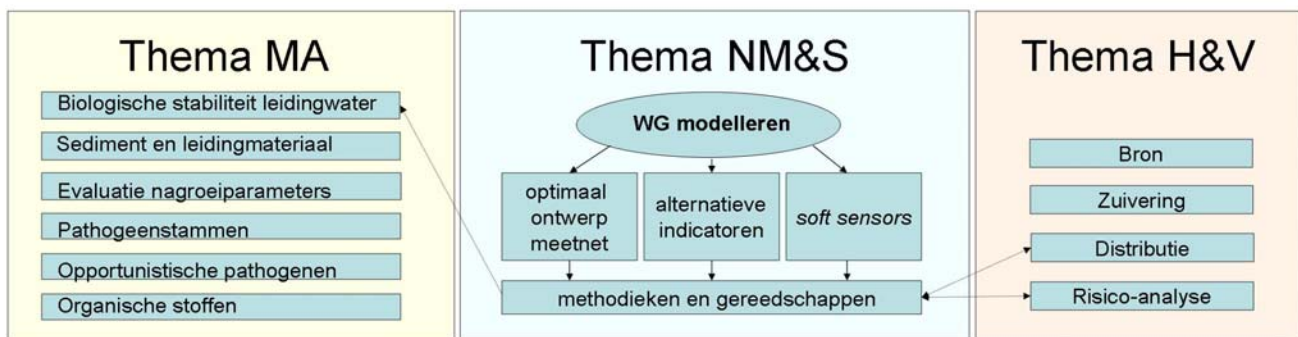 Thema MA
Biologische stabiliteit leidingwater
Sediment en leidingmateriaal
Evaluatie nagroeiparameters
Pathogeenstammen
Opportunistische pathogenen
Organische stoffen
Thema NM&S
WG modelleren
optimaal
ontwerp
meetnet
alternatieve
indicatoren
soft sensors
methodieken en gereedschappen
Thema H&V
Bron
Zuivering
Distributie
Risico-analyse